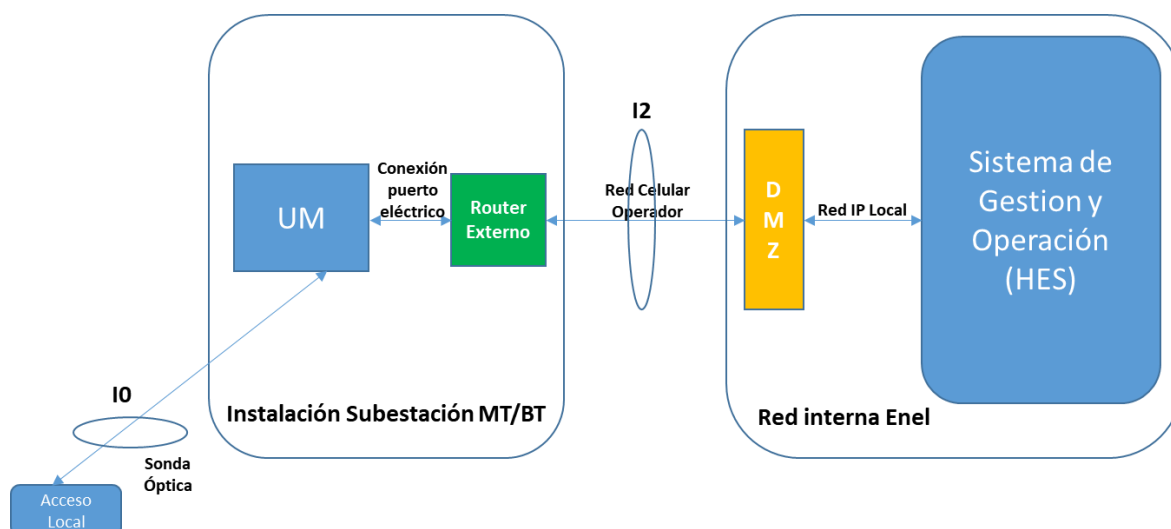 I2
Conexión
puerto
eléctrico
UM
Router
Externo
Red Celular
Operador
D
M
Z
Red IP Local
Sistema de
Gestion y
Operación
(HES)
I0
Instalación Subestación MT/BT
Red interna Enel
Sonda
Óptica
Acceso
Local